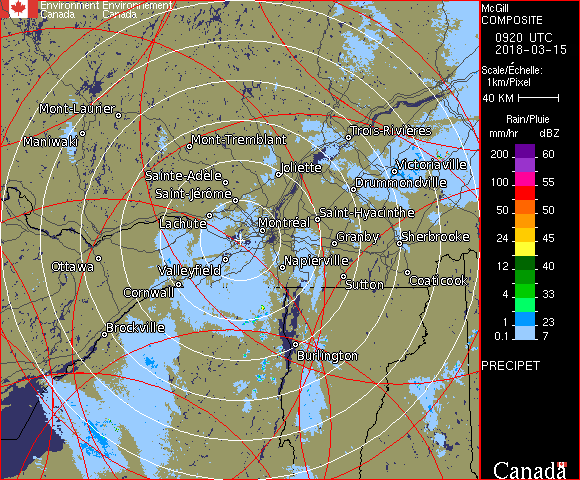 Environment Environnement
Canada Canada
Mont-Laurier
Maniwaki
Mont-Tremblant
Trois-Rivières
Sainte-Adèle
Joliette
Victoriaville
Saint-Jérôme
Drummondville
Lachute
Montréal
Saint-Hyacinthe
Granby
Sherbrooke
Ottawa
Valleyfield
Napierville
Cornwall
Sutton
Coaticook
Brockville
Burlington
McGill
COMPOSITE
0920 UTC
2018-03-15
Scale/Échelle:
1km/Pixel
40 KM
Rain/Pluie
mm/hr dBZ
200 60
55
100 55
50 50
24 45
12 40
4 33
1 23
0.1 7
PRECIPET
Canada